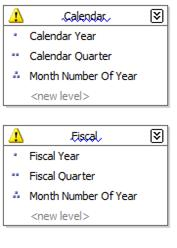 Calendar
Calendar Year
Calendar Quarter
Month Number Of Year
<new level>
Fiscal
Fiscal Year
Fiscal Quarter
Month Number Of Year
<new level>